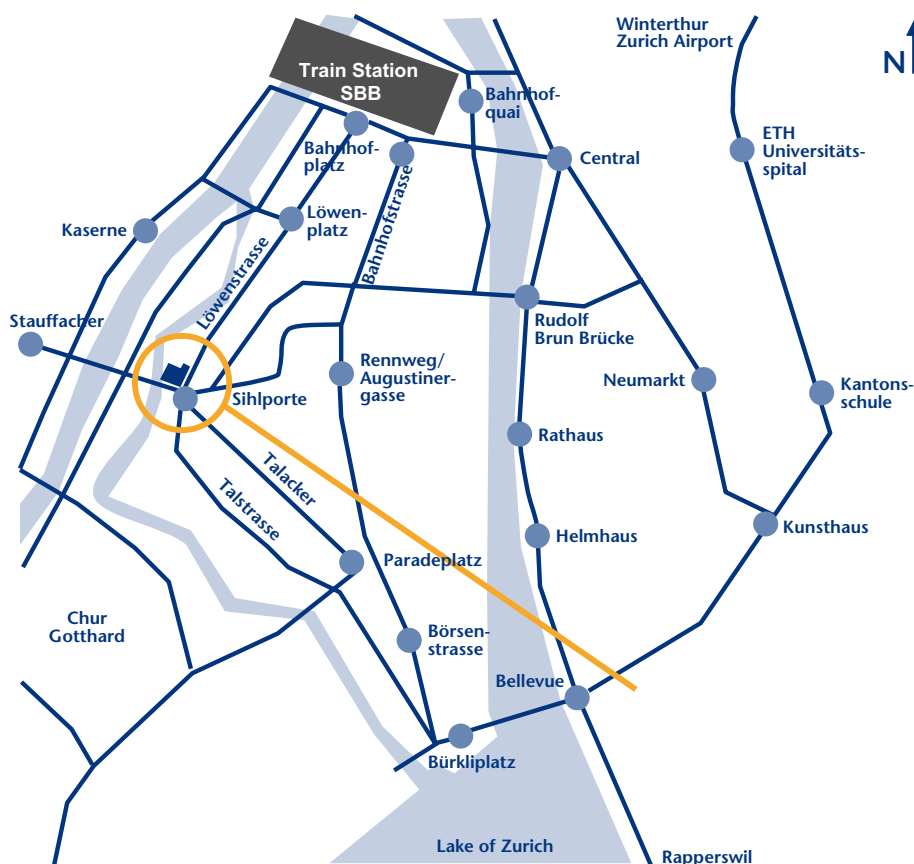 Winterthur
Zurich Airport
N
Train Station
SBB
Bahnhof-
quai
ETH
Universitäts-
spital
Bahnhof-
platz
Central
Bahnhofstrasse
Löwen-
platz
Kaserne
Löwenstrasse
Stauffacher
Rudolf
Brun Brücke
Rennweg/
Augustiner-
gasse
Neumarkt
Kantons-
schule
Sihlporte
Rathaus
Talacker
Talstrasse
Kunsthaus
Helmhaus
Paradeplatz
Chur
Gotthard
Börsen-
strasse
Bellevue
Bürkliplatz
Lake of Zurich
Rapperswil